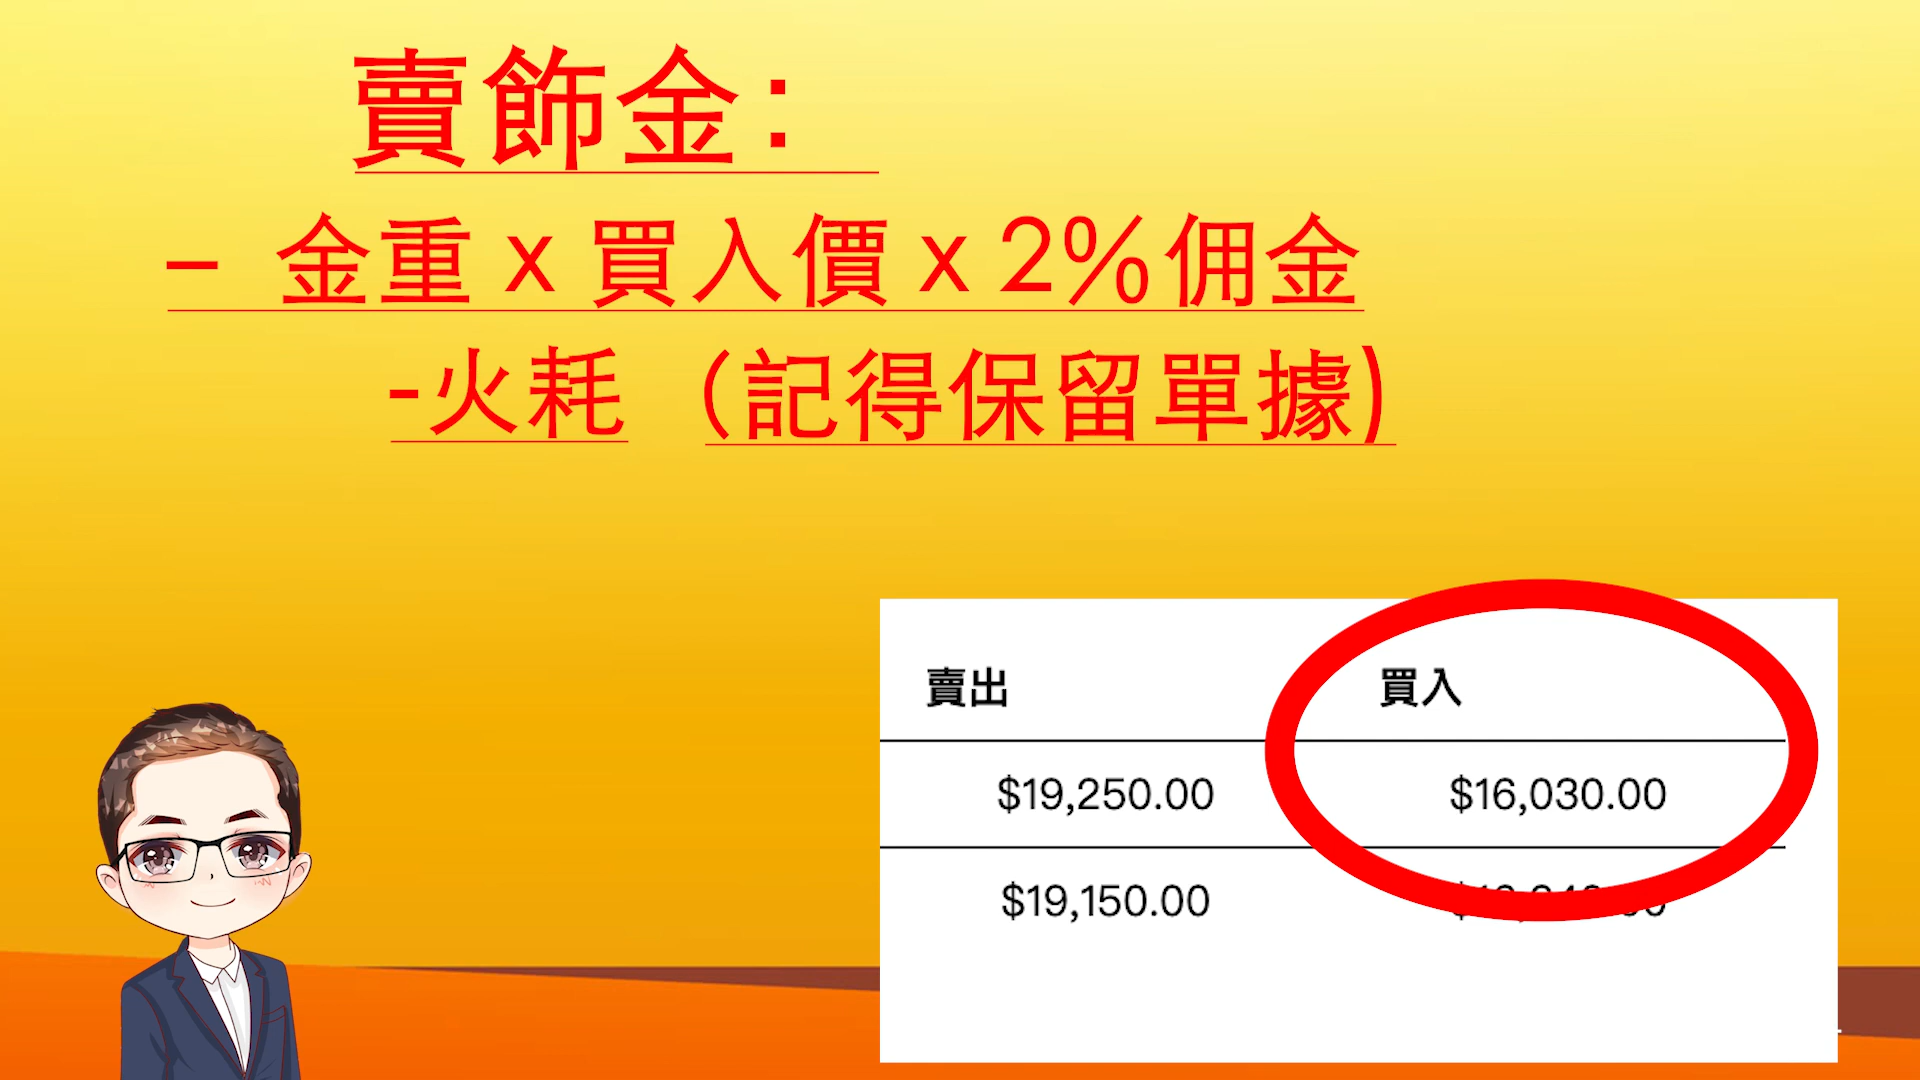 賣飾金：
– 金重 x 買入價 x 2%佣金
-火耗 （記得保留單據)
賣出 買入
$19,250.00 $16,030.00
$19,150.00